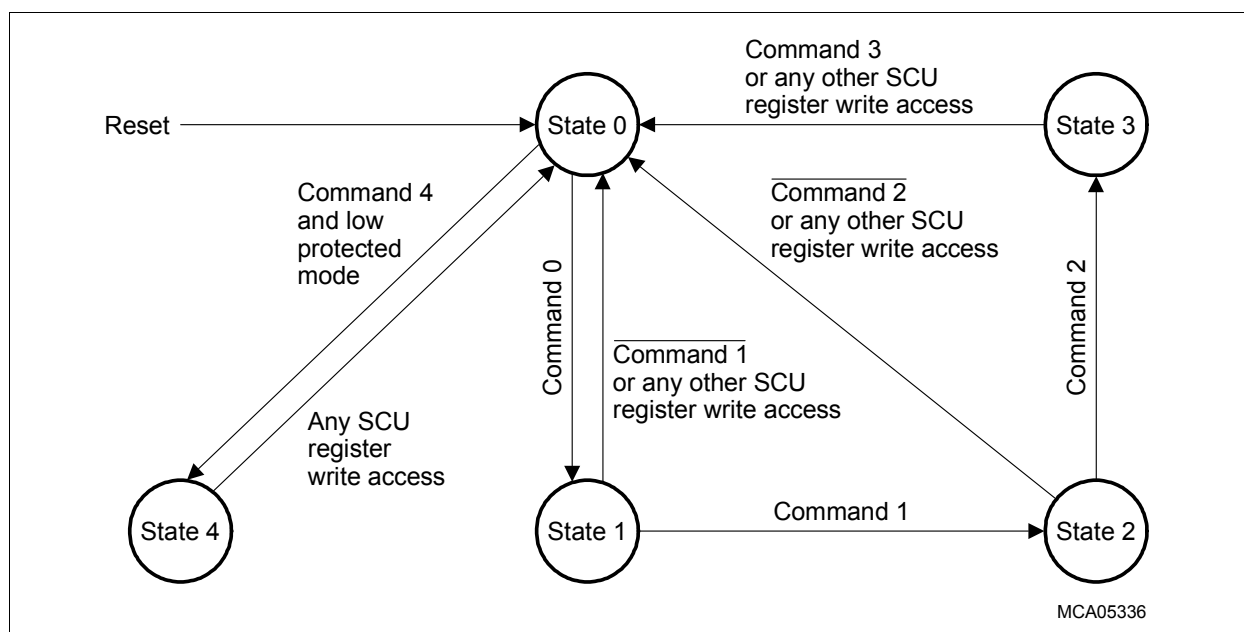 Command 3
or any other SCU
register write access
Reset
State 0
State 3
Command 4
and low
protected
mode
Command 2
or any other SCU
register write access
Command 0
Command 2
Command 1
or any other SCU
register write access
Any SCU
register
write access
State 4
State 1
Command 1
State 2
MCA05336